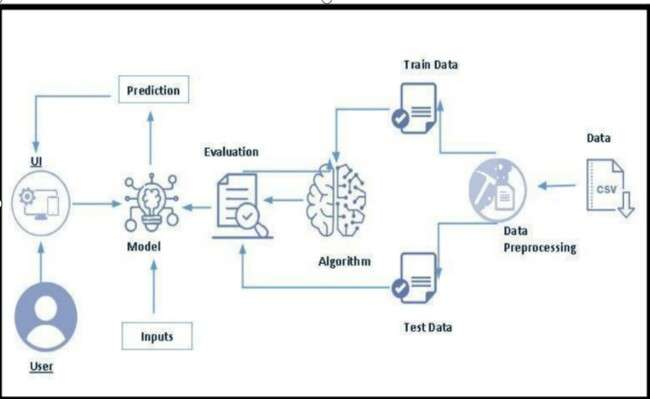 Train Data
Prediction
Data
Evaluation
UI
CSV
Model
Algorithm
Data
Preprocessing
Test Data
Inputs
User